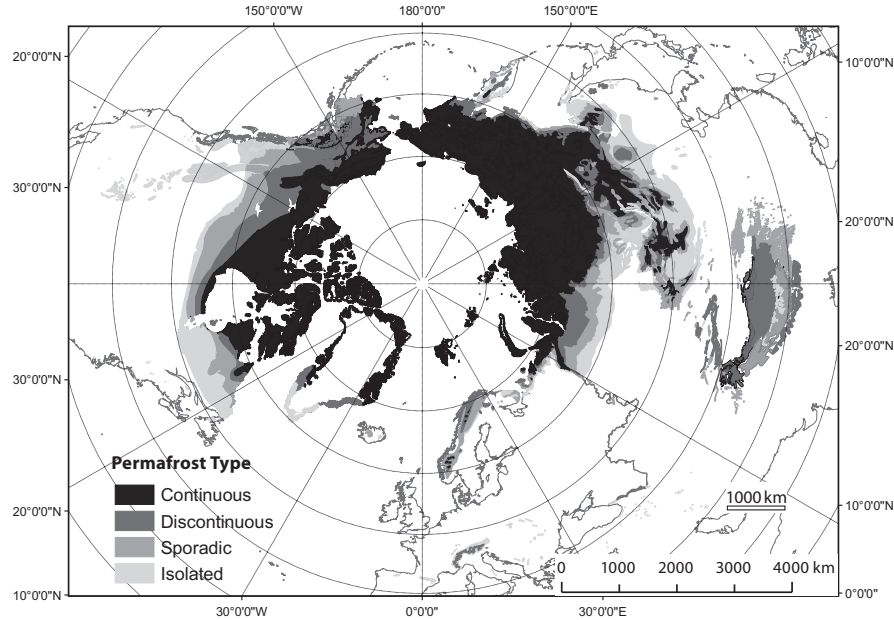 150°0'0"W 180°0'0"W 150°0'0"E
20°0'0"N
10°0'0"N
30°0'0"N
20°0'0"N
20°0'0"N
30°0'0"N
Permafrost Type
Continuous
Discontinuous
Sporadic
Isolated
1000 km
20°0'0"N
10°0'0"N
0 1000 2000 3000 4000 km
10°0'0"N
0°0'0"
30°0'0"W 0°0'0" 30°0'0"E